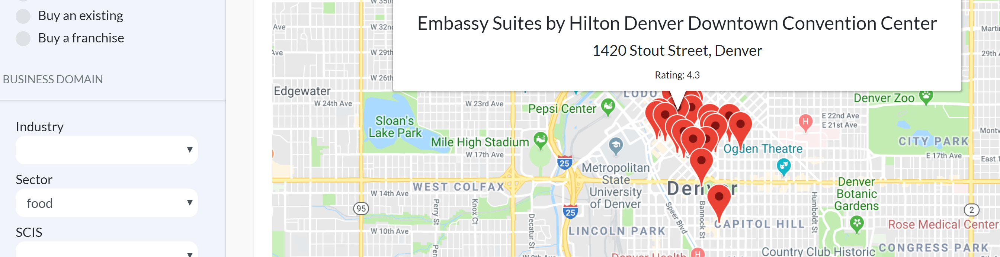 Buy an existing
Buy a franchise
BUSINESS DOMAIN
Industry
Sector
food
SCIS
Embassy Suites by Hilton Denver Downtown Convention Center
1420 Stout Street, Denver
Rating: 4.3
W 35th
Ave
W 32nd
Ave
W 29th
W 26th
Edgewater
W 24th Ave
W 23rd Ave
LODO
Pepsi Center
Sloan's
Lake Park
Mile High Stadium
W 17th Ave
25
Metropolitan
State
University
of Denver
WEST COLFAX
W 14th Ave
95
Perry St
Knox Ct
Decatur St
25
W 10th Ave
LINCOLN PARK
Speer Blvd
Bannock St
Denver
CAPITOL HILL
Ogden Theatre
H
E 22nd Ave
E 21st Ave
Denver Zoo
29th
CITY PARK
E 17th Ave
East
Denver
Botanic
Gardens
Humboldt St
2
Rose Medical Center
Country Club Historic
CONGRESS PARK
Denver Health
H